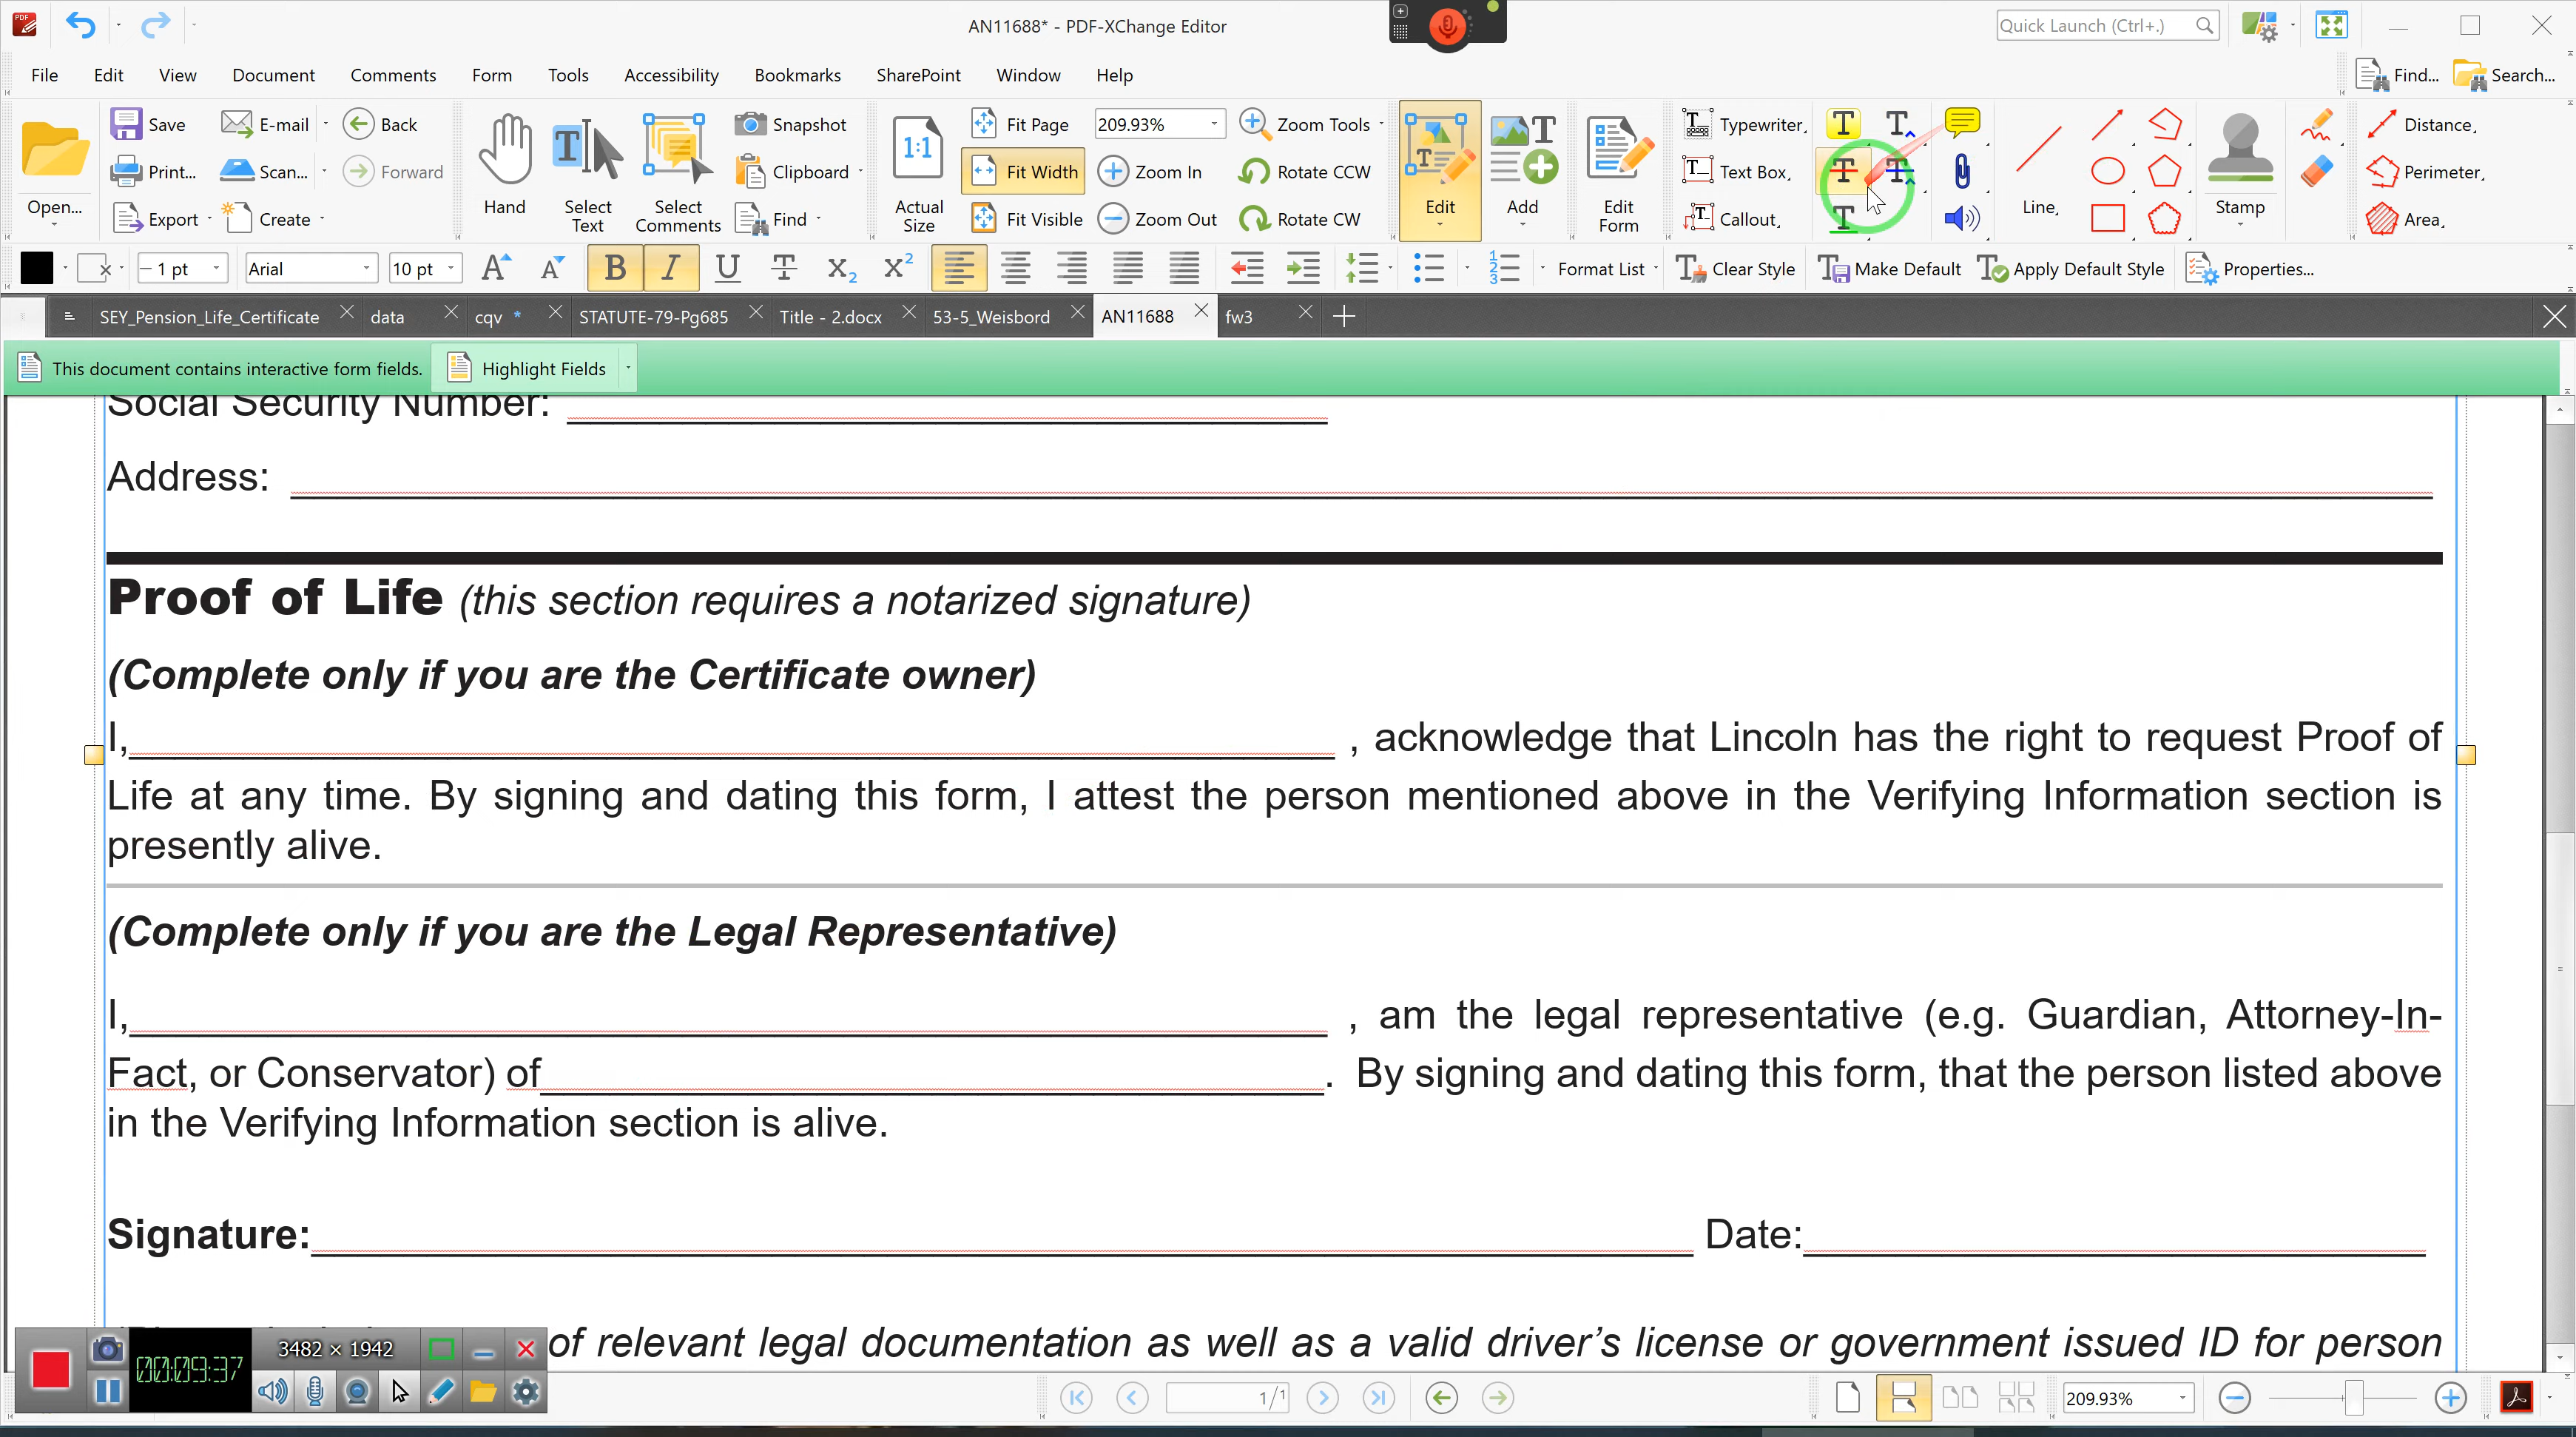 AN11688* - PDF-XChange Editor
Quick Launch (Ctrl+.)
File Edit View Document Comments Form Tools Accessibility Bookmarks SharePoint Window Help Find... Search...
Save E-mail Back
Print... Scan... Forward
Export Create
Open...
Hand
Select Text
Select Comments
Snapshot
Clipboard
Find
1:1
Actual Size
Fit Page 209.93% Zoom Tools
Fit Width Zoom In Rotate CCW
Fit Visible Zoom Out Rotate CW
Edit
Add
Edit Form
Typewriter
Text Box
Callout
Line
Stamp
Distance
Perimeter
Area
1 pt Arial 10 pt Format List Clear Style Make Default Apply Default Style Properties...
SEY_Pension_Life_Certificate data cqv * STATUTE-79-Pg685 Title - 2.docx 53-5_Weisbord AN11688 fw3
This document contains interactive form fields. Highlight Fields
Social Security Number:
Address:
Proof of Life (this section requires a notarized signature)
(Complete only if you are the Certificate owner)
I, , acknowledge that Lincoln has the right to request Proof of
Life at any time. By signing and dating this form, I attest the person mentioned above in the Verifying Information section is
presently alive.
(Complete only if you are the Legal Representative)
I, , am the legal representative (e.g. Guardian, Attorney-In-
Fact, or Conservator) of . By signing and dating this form, that the person listed above
in the Verifying Information section is alive.
Signature: Date:
of relevant legal documentation as well as a valid driver's license or government issued ID for person
00:09:37 3482 × 1942
1/1
209.93%